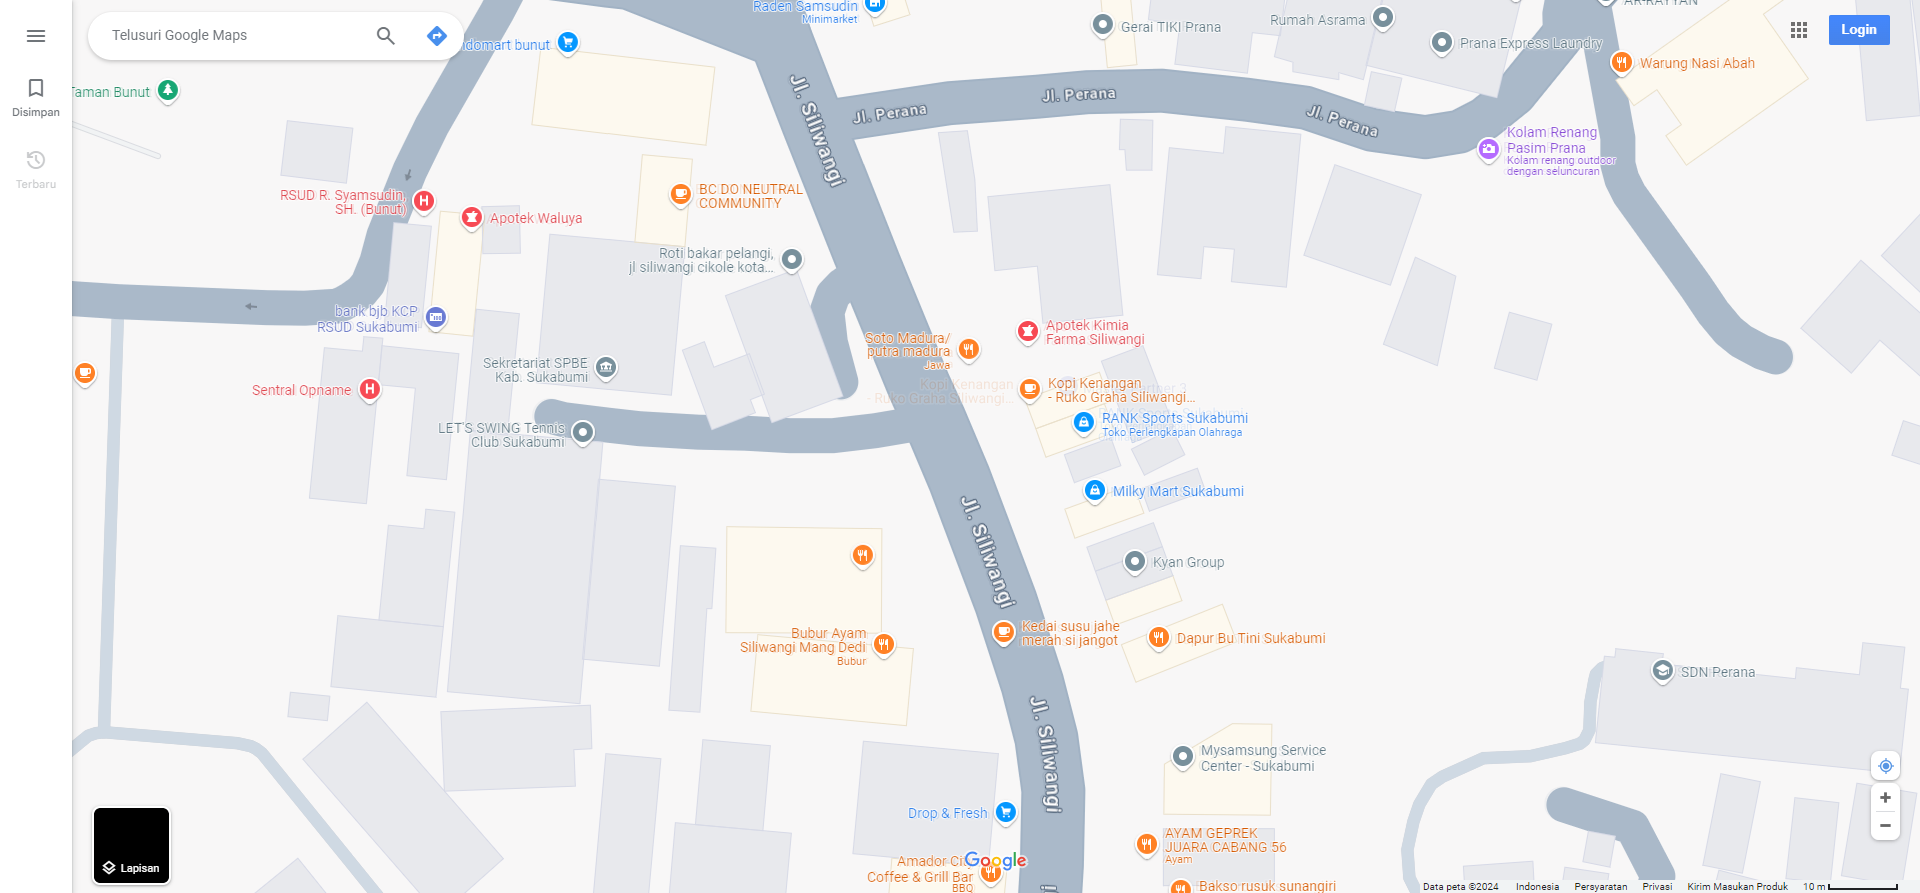 Telusuri Google Maps
Login
Disimpan
Terbaru
Lapisan
Raden Samsudin
Minimarket
Gerai TIKI Prana
Rumah Asrama
AR-RAYYAN
Prana Express Laundry
Warung Nasi Abah
domart bunut
Taman Bunut
Jl. Siliwangi
Jl. Perana
Jl. Perana
Jl. Perana
Kolam Renang
Pasim Prana
Kolam renang outdoor
dengan seluncuran
RSUD R. Syamsudin,
SH. (Bunut)
Apotek Waluya
BC DO NEUTRAL
COMMUNITY
Roti bakar pelangi,
jl siliwangi cikole kota...
bank bjb KCP
RSUD Sukabumi
Soto Madura/
putra madura
Jawa
Apotek Kimia
Farma Siliwangi
Sekretariat SPBE
Kab. Sukabumi
Sentral Opname
Kopi Kenangan
- Ruko Graha Siliwangi...
Kopi Kenangan
- Ruko Graha Siliwangi...
RANK Sports Sukabumi
Toko Perlengkapan Olahraga
LET'S SWING Tennis
Club Sukabumi
Milky Mart Sukabumi
Jl. Siliwangi
Kyan Group
Kedai susu jahe
merah si jangot
Dapur Bu Tini Sukabumi
Bubur Ayam
Siliwangi Mang Dedi
Bubur
SDN Perana
Jl. Siliwangi
Mysamsung Service
Center - Sukabumi
Drop & Fresh
AYAM GEPREK
JUARA CABANG 56
Ayam
Amador Ci
Coffee & Grill Bar
BBQ
Google
Bakso rusuk sunangiri
Data peta ©2024
Indonesia
Persyaratan
Privasi
Kirim Masukan Produk
10 m